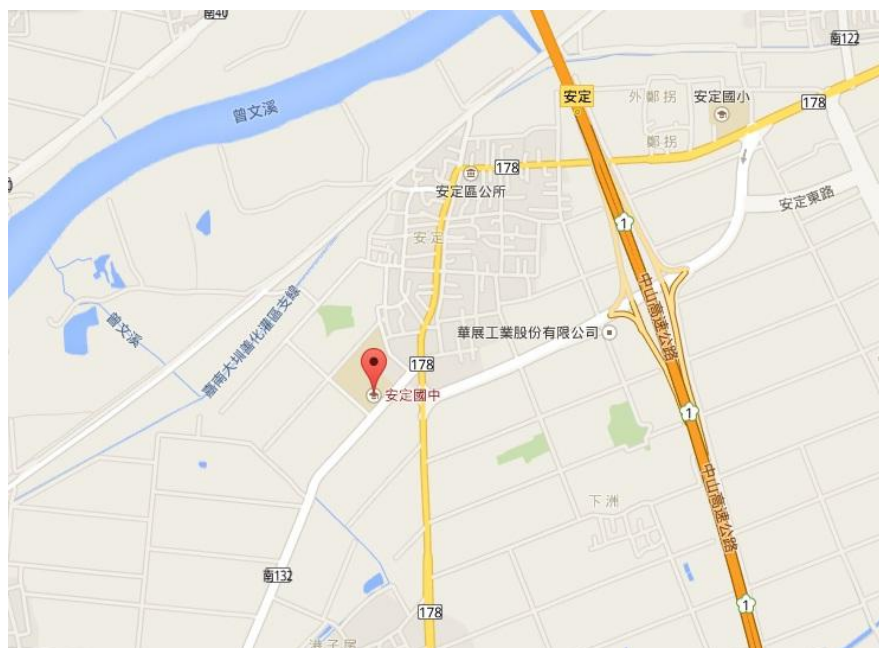 南40
南122
曾文溪
安定
外鄭拐
安定國小
178
鄭拐
178
安定區公所
安定東路
1
安定
中山高速公路
嘉南大圳善化灌區支線
曾文溪
華展工業股份有限公司
178
安定國中
1
中山高速公路
下洲
南132
178
1
港子尾